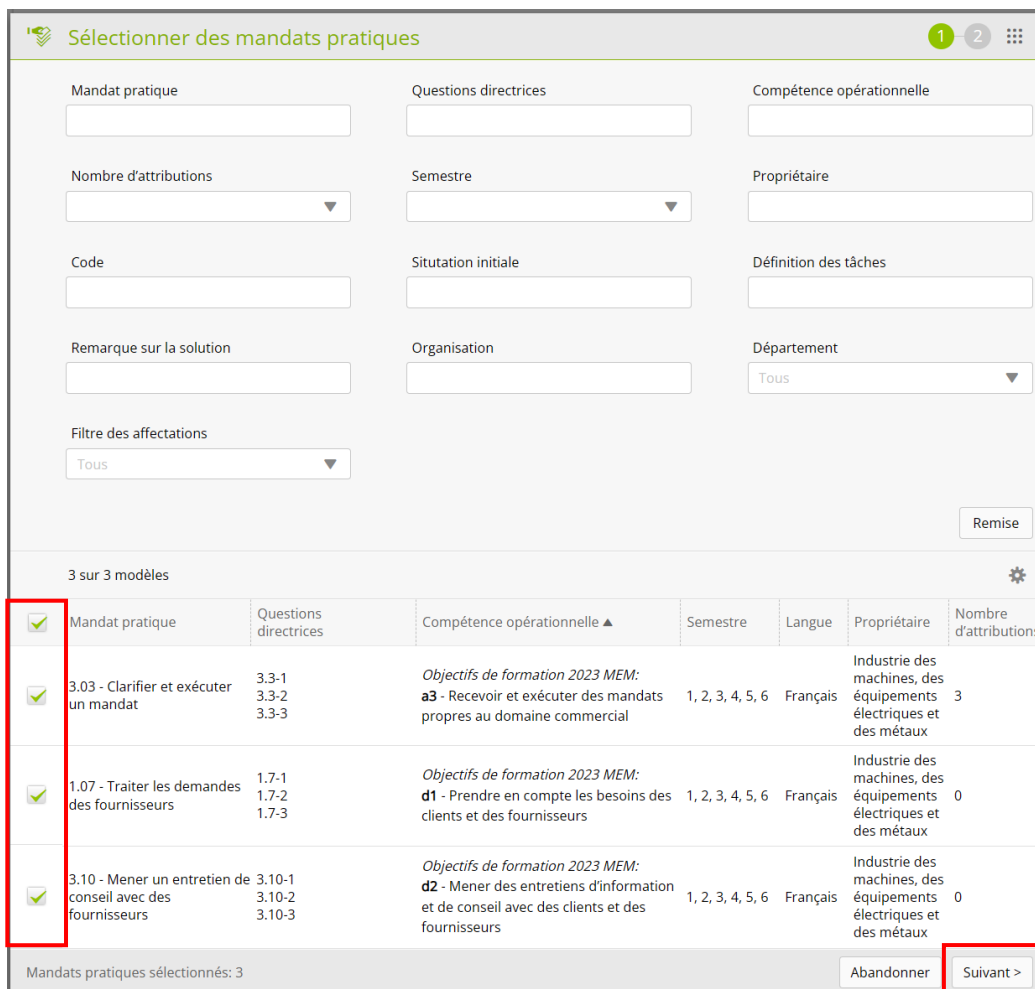 Sélectionner des mandats pratiques
1 2
Mandat pratique Questions directrices Compétence opérationnelle
Nombre d'attributions Semestre Propriétaire
Code Situtation initiale Définition des tâches
Remarque sur la solution Organisation Département
Tous
Filtre des affectations
Tous
Remise
3 sur 3 modèles
Mandat pratique Questions directrices Compétence opérationnelle ▲ Semestre Langue Propriétaire Nombre d'attributions
3.03 - Clarifier et exécuter
un mandat
3.3-1
3.3-2
3.3-3
Objectifs de formation 2023 MEM:
a3 - Recevoir et exécuter des mandats
propres au domaine commercial
1, 2, 3, 4, 5, 6
Français
Industrie des
machines, des
équipements
électriques et
des métaux
3
1.07 - Traiter les demandes
des fournisseurs
1.7-1
1.7-2
1.7-3
Objectifs de formation 2023 MEM:
d1 - Prendre en compte les besoins des
clients et des fournisseurs
1, 2, 3, 4, 5, 6
Français
Industrie des
machines, des
équipements
électriques et
des métaux
0
3.10 - Mener un entretien de
conseil avec des
fournisseurs
3.10-1
3.10-2
3.10-3
Objectifs de formation 2023 MEM:
d2 - Mener des entretiens d'information
et de conseil avec des clients et des
fournisseurs
1, 2, 3, 4, 5, 6
Français
Industrie des
machines, des
équipements
électriques et
des métaux
0
Mandats pratiques sélectionnés: 3 Abandonner Suivant >